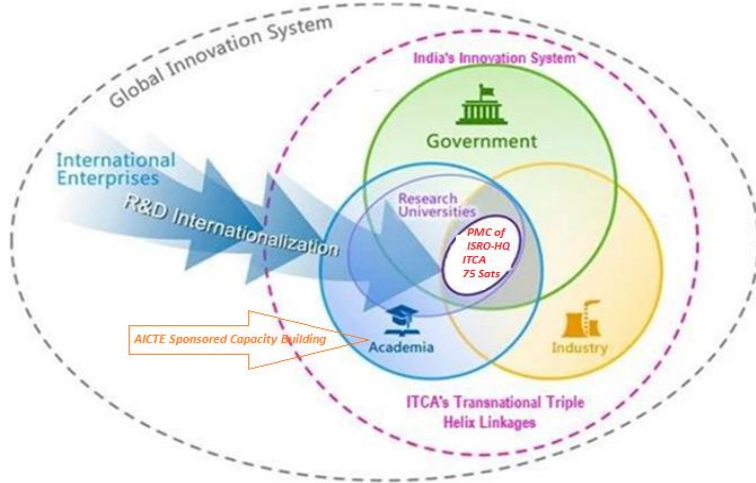 Global Innovation System
India's Innovation System
Government
International
Enterprises
R&D Internationalization
Research
Universities
PMC of
ISRO-HQ
ITCA
75 Sats
AICTE Sponsored Capacity Building
Academia
Industry
ITCA's Transnational Triple
Helix Linkages